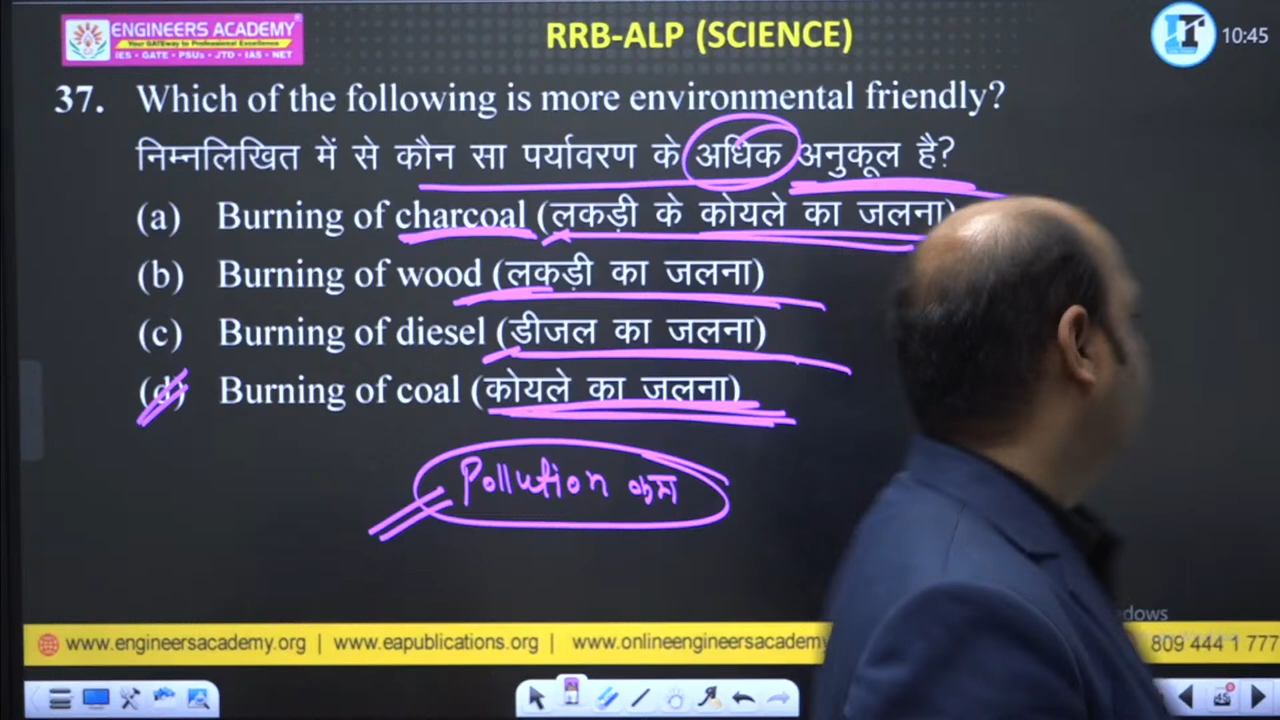 ENGINEERS ACADEMY
Your GATEway to Professional Excellence
IES • GATE • PSUs • JTO • IAS • NET
RRB-ALP (SCIENCE)
10:45
37. Which of the following is more environmental friendly?
निम्नलिखित में से कौन सा पर्यावरण के अधिक अनुकूल है?
(a) Burning of charcoal (लकड़ी के कोयले का जलना)
(b) Burning of wood (लकड़ी का जलना)
(c) Burning of diesel (डीजल का जलना)
(d) Burning of coal (कोयले का जलना)
Pollution कम
dows
www.engineersacademy.org | www.eapublications.org | www.onlineengineersacademy
809 444 1 777
45